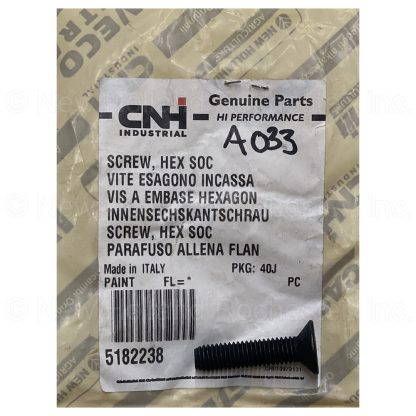 CNH
INDUSTRIAL
Genuine Parts
HI PERFORMANCE
A033
SCREW, HEX SOC
VITE ESAGONO INCASSA
VIS A EMBASE HEXAGON
INNENSECHSKANTSCHRAU
SCREW, HEX SOC
PARAFUSO ALLENA FLAN
Made in ITALY PKG: 40J
PAINT FL=* PC
5182238